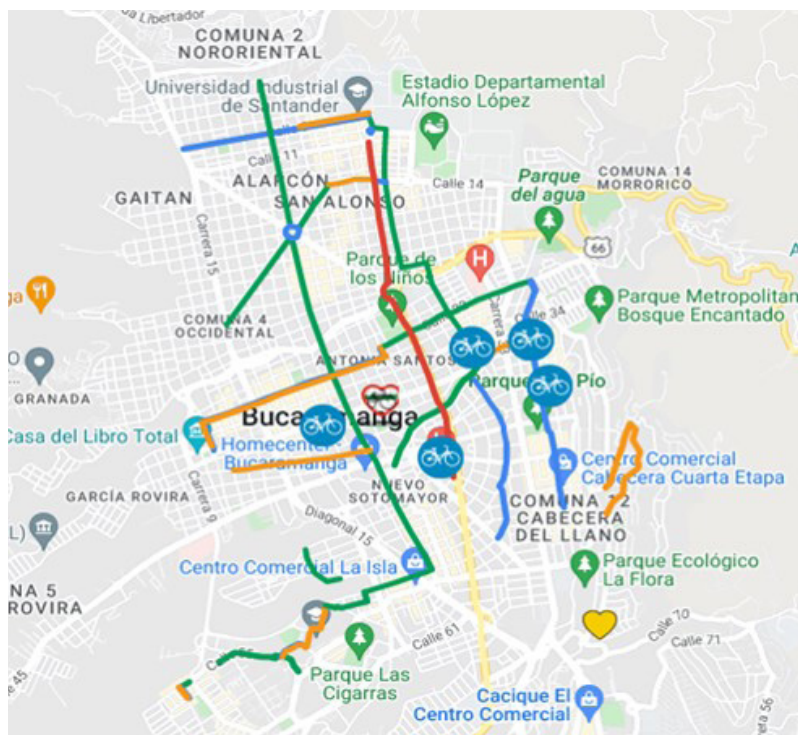 Libertador
COMUNA 2
NORORIENTAL
Universidad Industrial
de Santander
Estadio Departamental
Alfonso López
Calle 11
ALARCÓN
SAN ALONSO
Calle 14
COMUNA 14
MORRORICO
Parque
del agua
GAITAN
Carrera 15
66
Parque de
los Niños
H
Parque Metropolitan
Bosque Encantado
Calle 34
COMUNA 4
OCCIDENTAL
ANTONIA SANTOS
GRANADA
Parque
Pío
Bucaramanga
Casa del Libro Total
Homecenter
Bucaramanga
Centro Comercial
Cabecera Cuarta Etapa
GARCÍA ROVIRA
Carrera 9
NUEVO
SOTOMAYOR
COMUNA 12
CABECERA
DEL LLANO
Diagonal 15
Centro Comercial La Isla
Parque Ecológico
La Flora
NA 5
ROVIRA
Calle 61
Calle 70
Calle 71
Parque Las
Cigarras
Cacique El
Centro Comercial